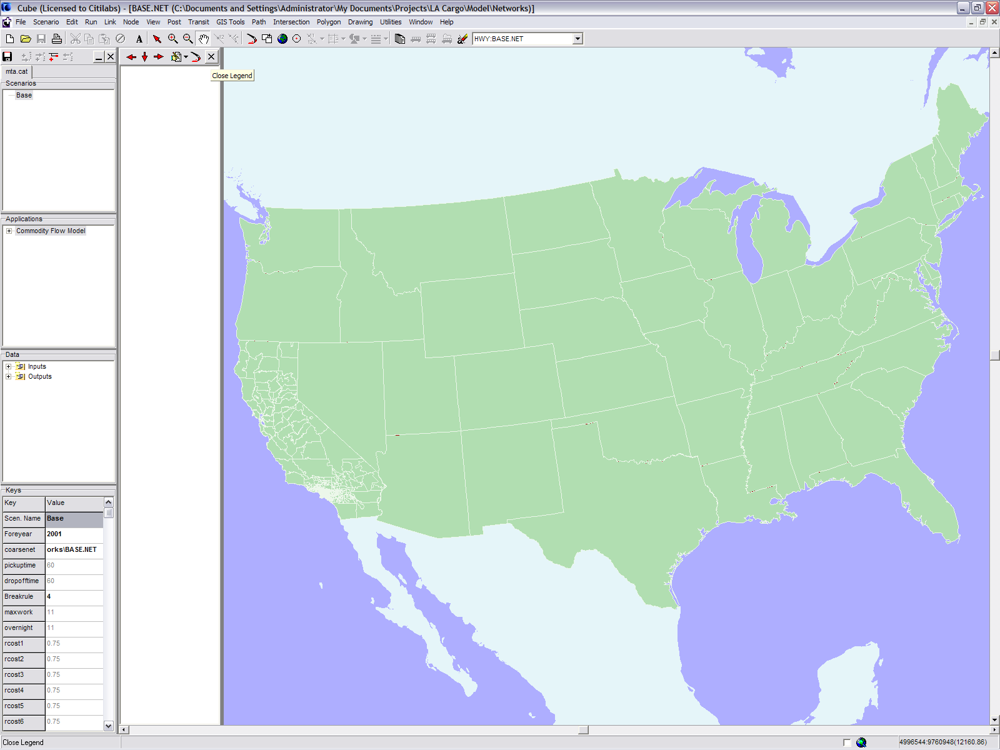 Cube (Licensed to Citilabs) - [BASE.NET (C:\Documents and Settings\Administrator\My Documents\Projects\LA Cargo\Model\Networks)]
File Scenario Edit Run Link Node View Post Transit GIS Tools Path Intersection Polygon Drawing Utilities Window Help
A HWY:BASE.NET
mta.cat
Close Legend
Scenarios
Base
Applications
Commodity Flow Model
Data
Inputs
Outputs
Keys
Key Value
Scen. Name Base
Foreyear 2001
coarsenet orks\BASE.NET
pickuptime 60
dropofftime 60
Breakrule 4
maxwork 11
overnight 11
rcost1 0.75
rcost2 0.75
rcost3 0.75
rcost4 0.75
rcost5 0.75
rcost6 0.75
Close Legend 4996544:9760948(12160.86)